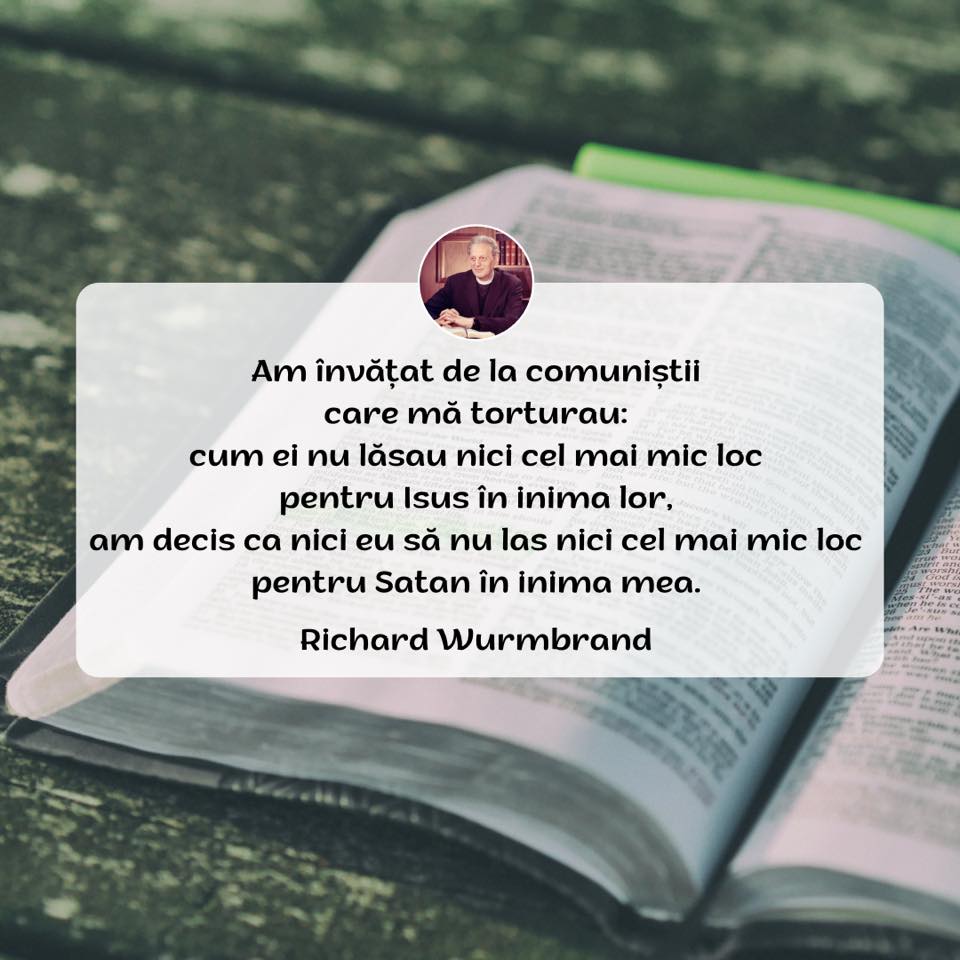 Am învățat de la comuniștii
care mă torturau:
cum ei nu lăsau nici cel mai mic loc
pentru Isus în inima lor,
am decis ca nici eu să nu las nici cel mai mic loc
pentru Satan în inima mea.
Richard Wurmbrand